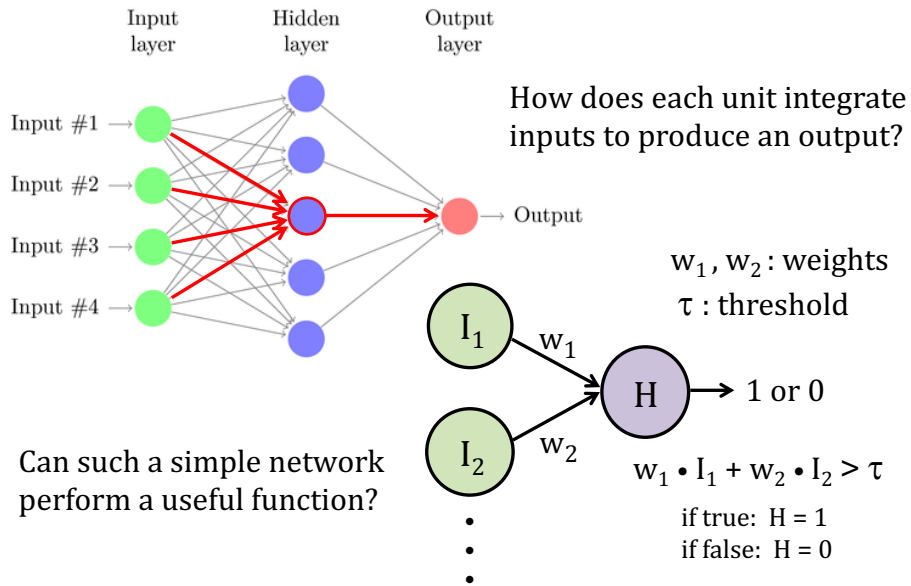 Input
layer
Hidden
layer
Output
layer
Input #1
Input #2
Input #3
Input #4
Output
How does each unit integrate
inputs to produce an output?
w₁, w₂ : weights
τ : threshold
I₁
w₁
H
1 or 0
I₂
w₂
w₁ • I₁ + w₂ • I₂ > τ
if true: H = 1
if false: H = 0
Can such a simple network
perform a useful function?